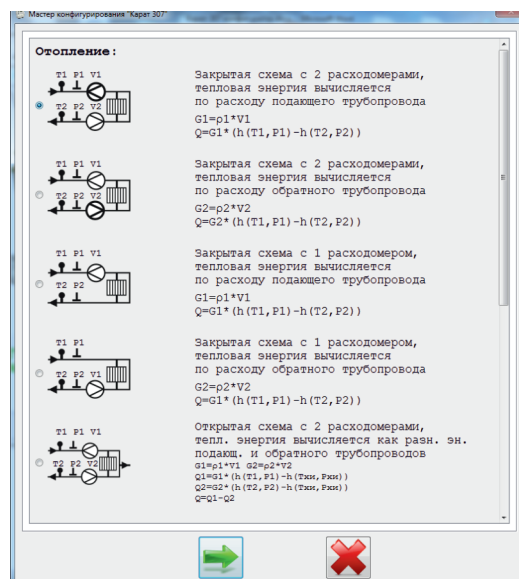 Мастер конфигурирования "Карат 307"
Отопление:
T1 P1 V1
T2 P2 V2
Закрытая схема с 2 расходомерами,
тепловая энергия вычисляется
по расходу подающего трубопровода
G1=ρ1*V1
Q=G1*(h(T1,P1)-h(T2,P2))
T1 P1 V1
T2 P2 V2
Закрытая схема с 2 расходомерами,
тепловая энергия вычисляется
по расходу обратного трубопровода
G2=ρ2*V2
Q=G2*(h(T1,P1)-h(T2,P2))
T1 P1 V1
T2 P2
Закрытая схема с 1 расходомером,
тепловая энергия вычисляется
по расходу подающего трубопровода
G1=ρ1*V1
Q=G1*(h(T1,P1)-h(T2,P2))
T1 P1
T2 P2 V1
Закрытая схема с 1 расходомером,
тепловая энергия вычисляется
по расходу обратного трубопровода
G2=ρ2*V2
Q=G1*(h(T1,P1)-h(T2,P2))
T1 P1 V1
T2 P2 V2
Открытая схема с 2 расходомерами,
тепл. энергия вычисляется как разн. эн.
подающ. и обратного трубопроводов
G1=ρ1*V1 G2=ρ2*V2
Q1=G1*(h(T1,P1)-h(Tхи,Pхи))
Q2=G2*(h(T2,P2)-h(Tхи,Pхи))
Q=Q1-Q2